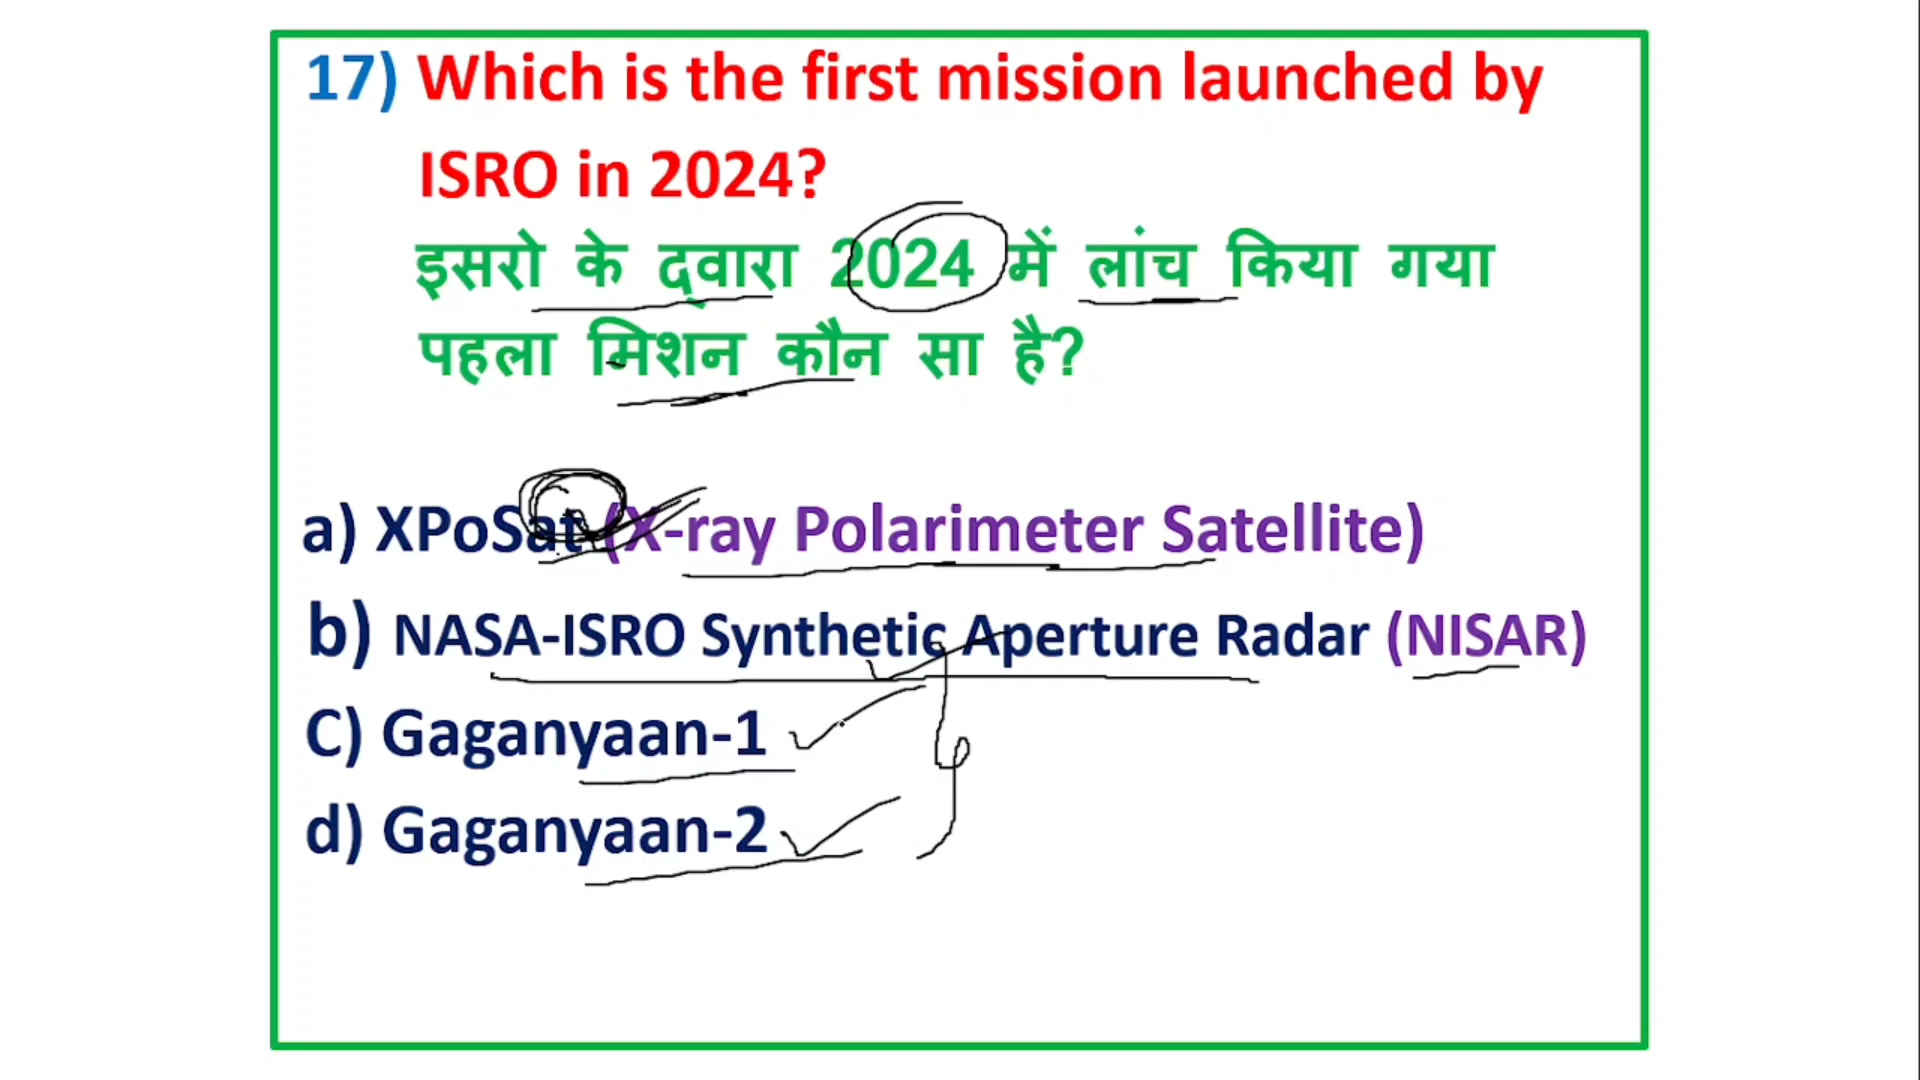 17) Which is the first mission launched by
ISRO in 2024?
इसरो के द्वारा 2024 में लांच किया गया
पहला मिशन कौन सा है?
a) XPoSat (X-ray Polarimeter Satellite)
b) NASA-ISRO Synthetic Aperture Radar (NISAR)
C) Gaganyaan-1
d) Gaganyaan-2